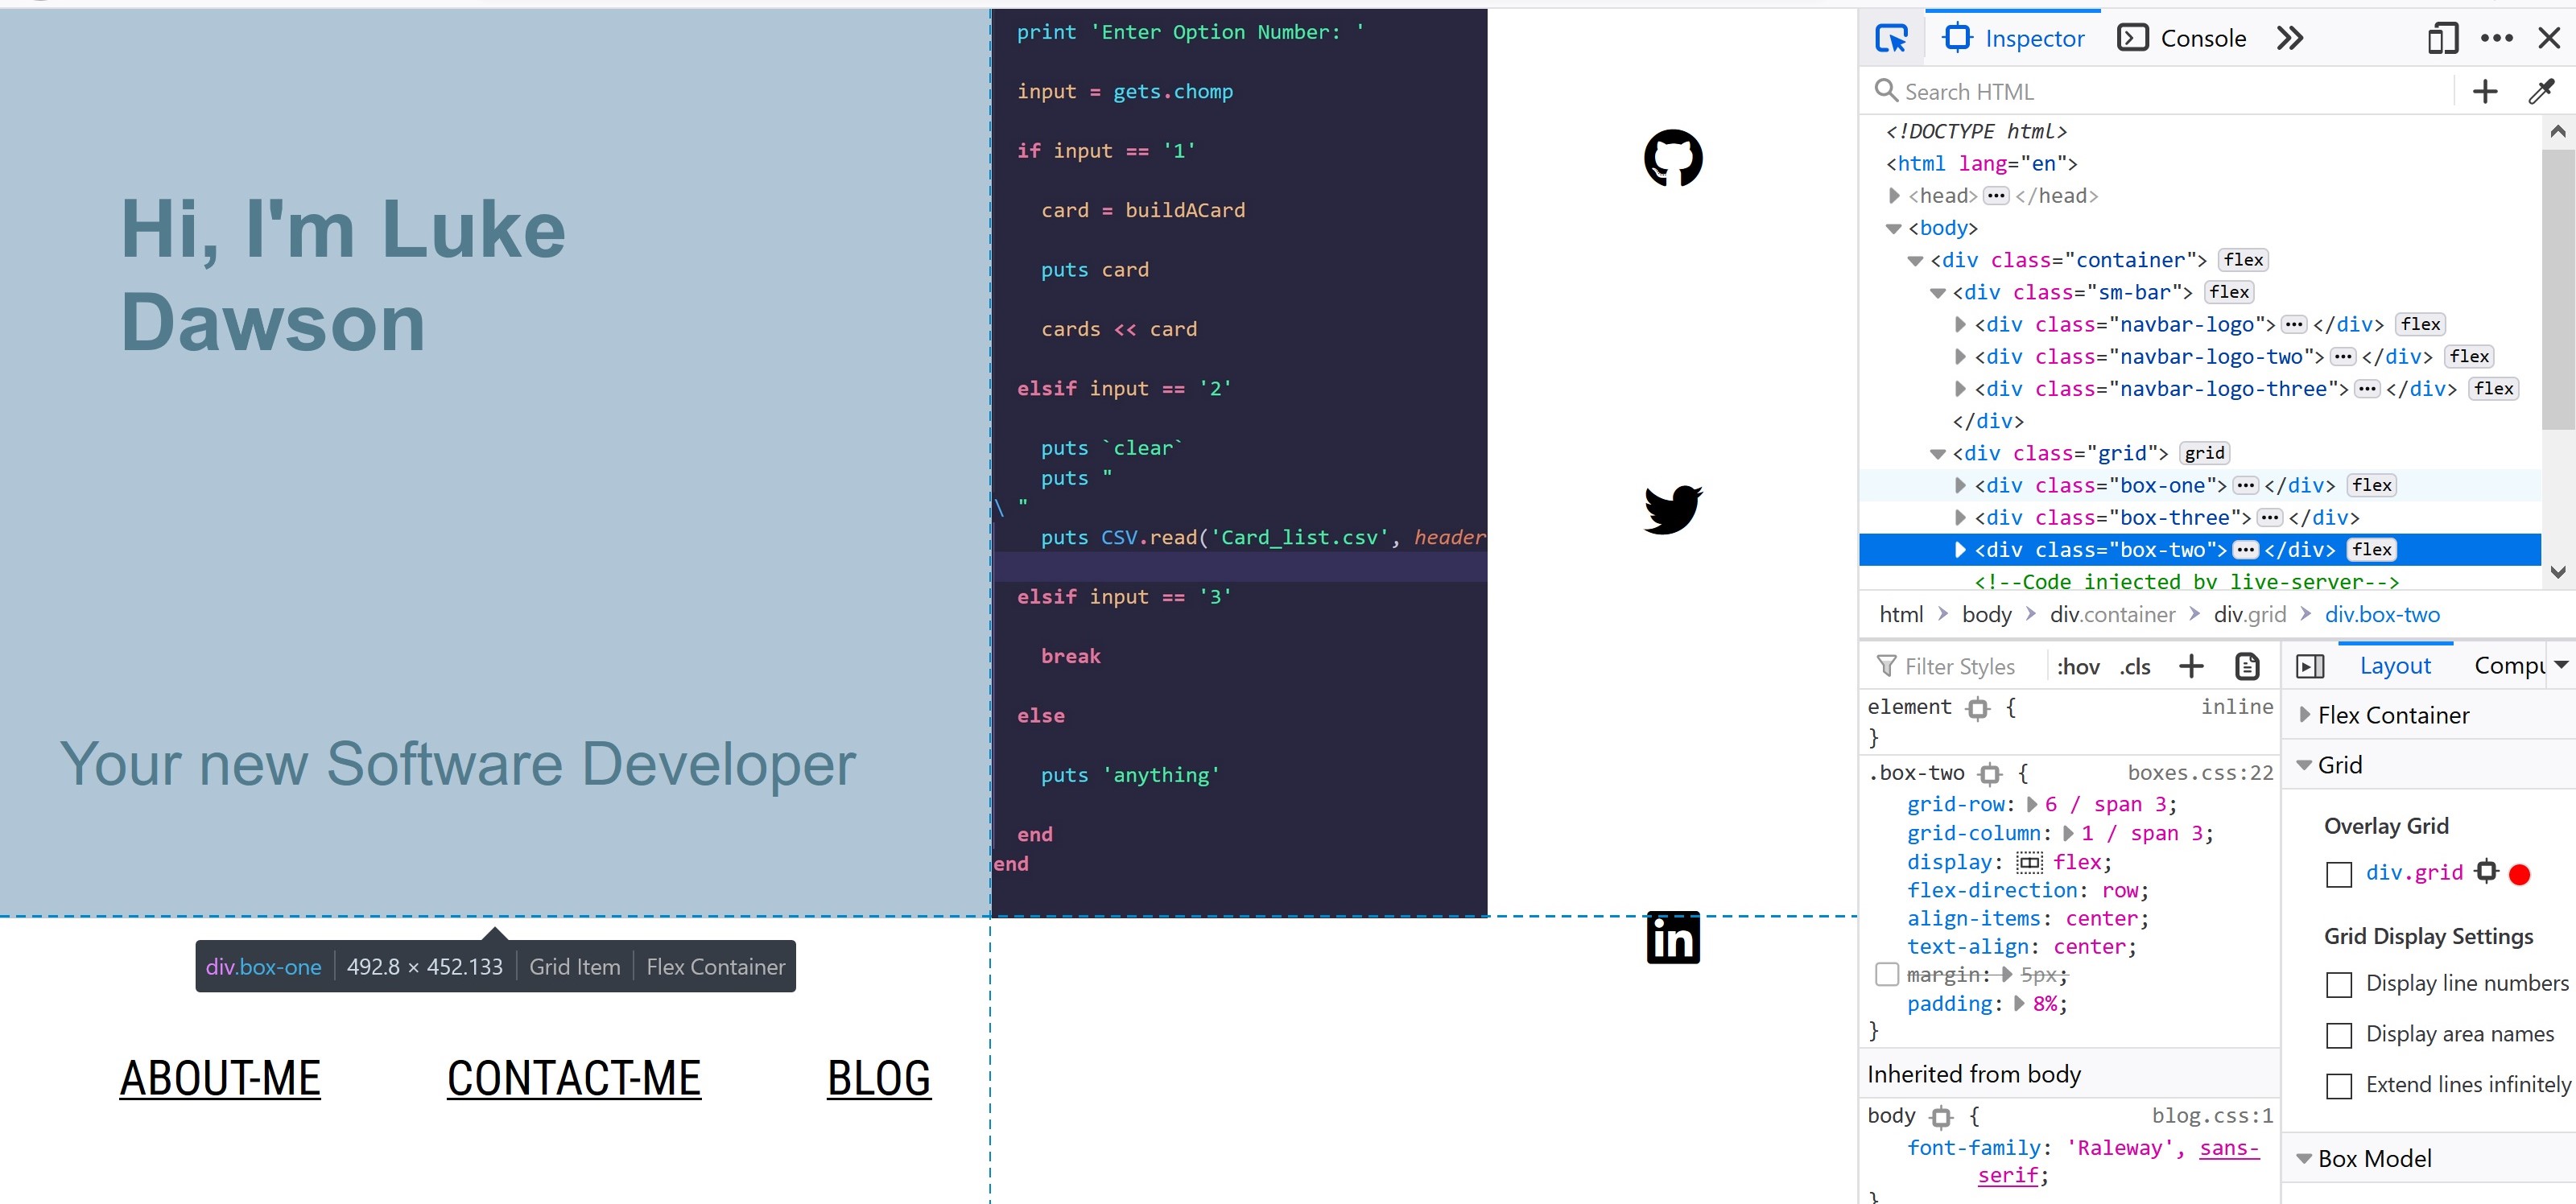 Hi, I'm Luke
Dawson
Your new Software Developer
div.box-one 492.8 × 452.133 Grid Item Flex Container
ABOUT-ME CONTACT-ME BLOG
print 'Enter Option Number: '
input = gets.chomp
if input == '1'
card = buildACard
puts card
cards << card
elsif input == '2'
puts `clear`
puts "
\ "
puts CSV.read('Card_list.csv', header
elsif input == '3'
break
else
puts 'anything'
end
end
in
Inspector Console
Search HTML
<!DOCTYPE html>
<html lang="en">
<head> ••• </head>
<body>
<div class="container"> flex
<div class="sm-bar"> flex
<div class="navbar-logo"> ••• </div> flex
<div class="navbar-logo-two"> ••• </div> flex
<div class="navbar-logo-three"> ••• </div> flex
</div>
<div class="grid"> grid
<div class="box-one"> ••• </div> flex
<div class="box-three"> ••• </div>
<div class="box-two"> ••• </div> flex
<!--Code injected by live-server-->
html > body > div.container > div.grid > div.box-two
Filter Styles :hov .cls
element { inline
}
.box-two { boxes.css:22
grid-row: 6 / span 3;
grid-column: 1 / span 3;
display: flex;
flex-direction: row;
align-items: center;
text-align: center;
margin: 5px;
padding: 8%;
}
Inherited from body
body { blog.css:1
font-family: 'Raleway', sans-
serif;
}
Layout Compu
Flex Container
Grid
Overlay Grid
div.grid
Grid Display Settings
Display line numbers
Display area names
Extend lines infinitely
Box Model